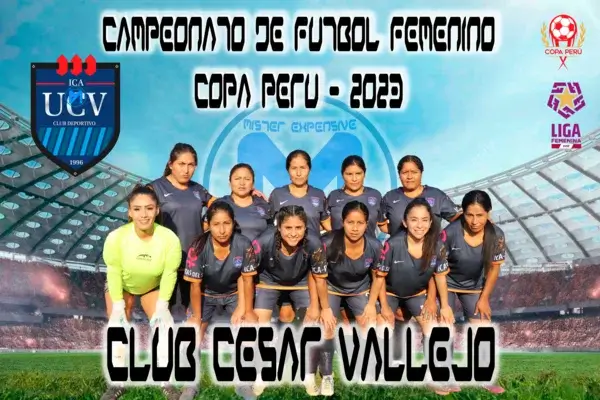 CAMPEONATO DE FUTBOL FEMENINO
COPA PERU - 2023
COPA PERÚ
ICA
UCV
CLUB DEPORTIVO
1996
MISTER EXPENSIVE
LIGA
FEMENINA
CLUB CESAR VALLEJO